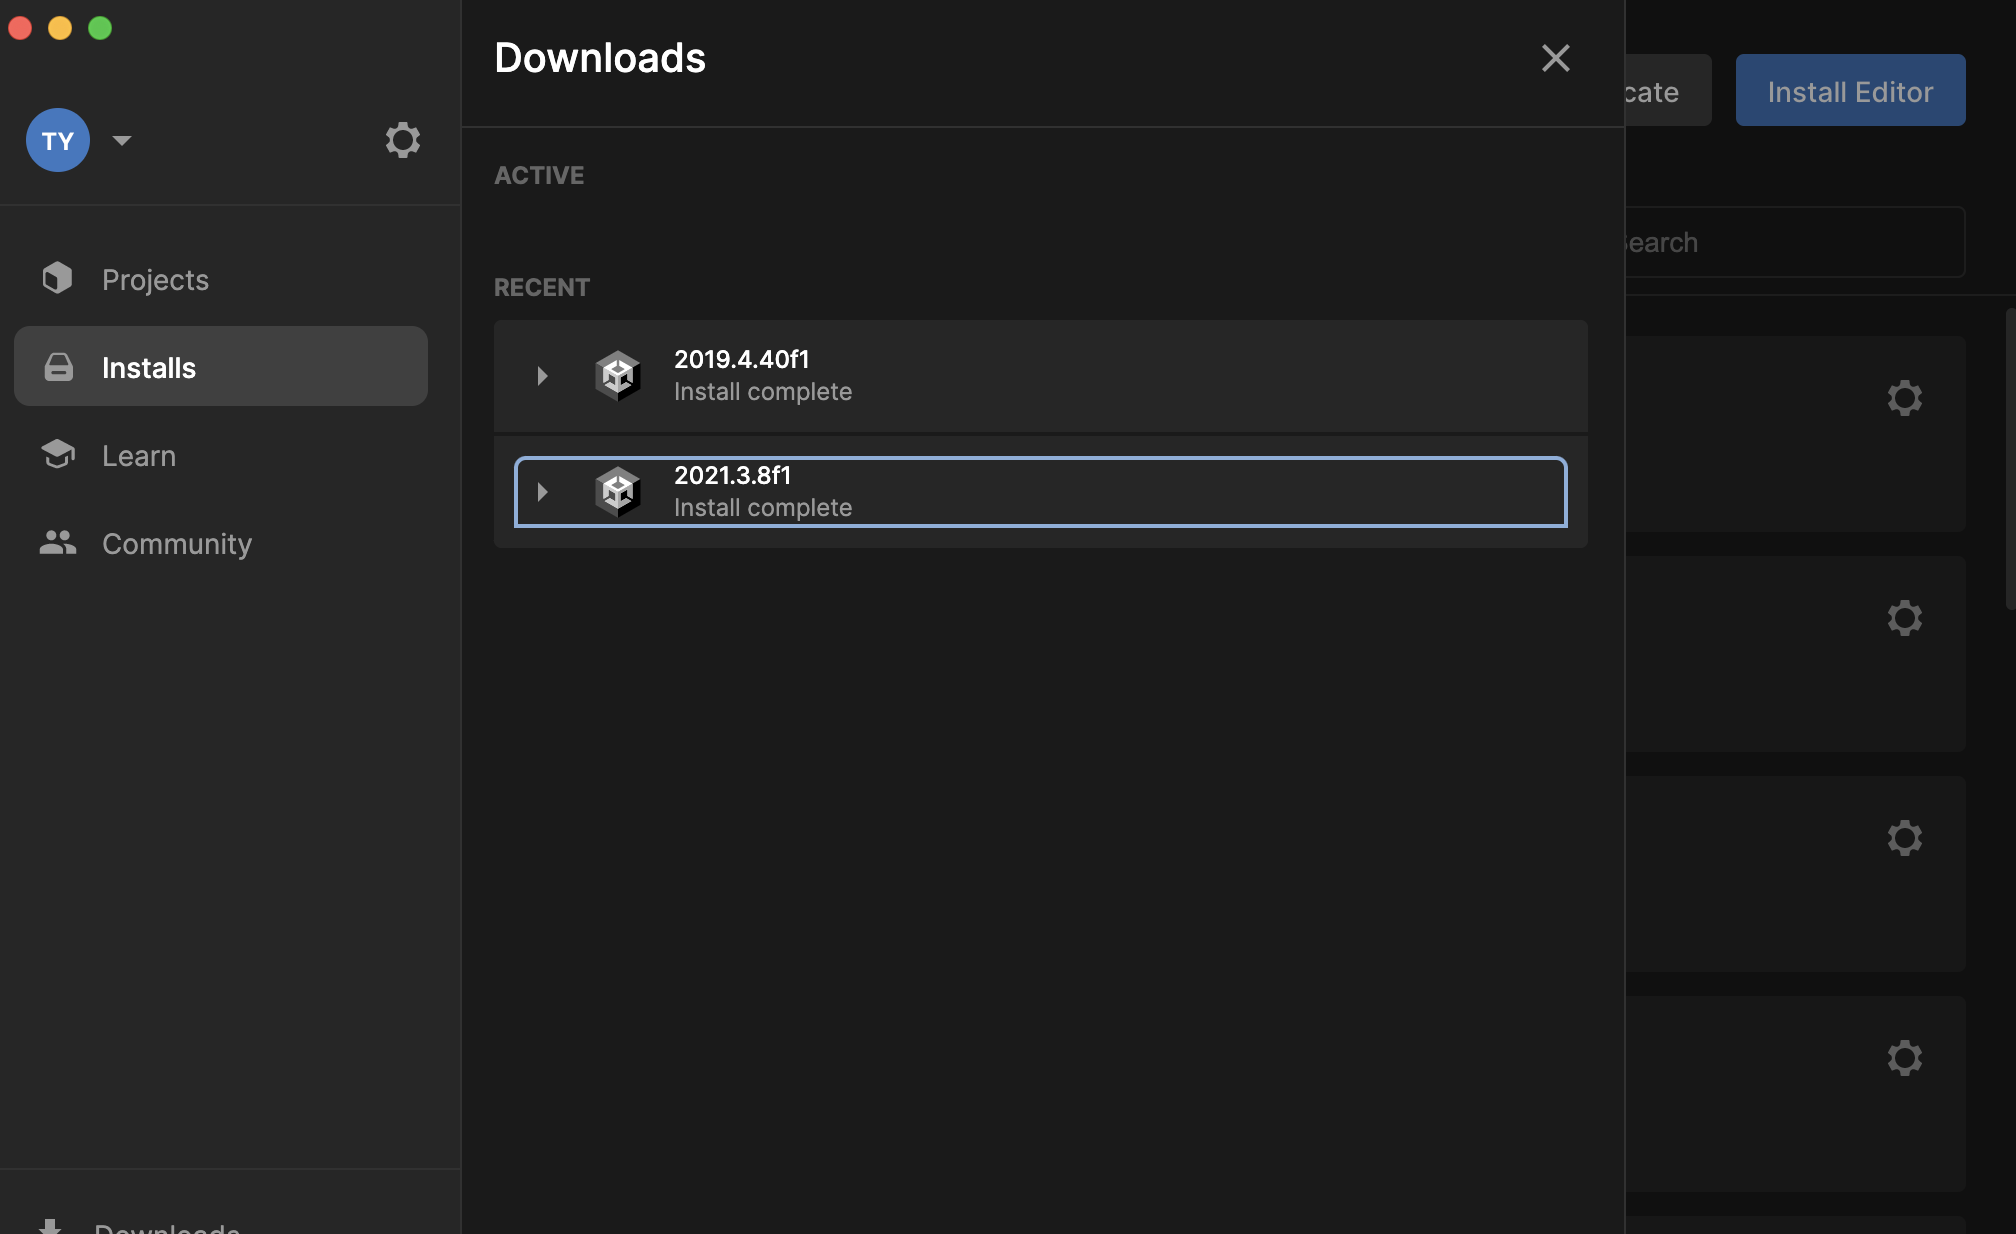 TY
Projects
Installs
Learn
Community
Downloads
Downloads
ACTIVE
RECENT
2019.4.40f1
Install complete
2021.3.8f1
Install complete
cate
Install Editor
earch